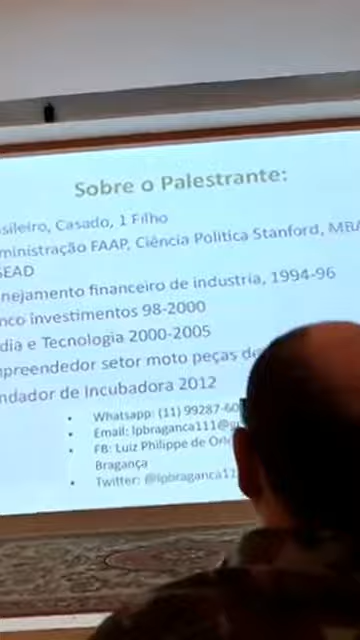 Sobre o Palestrante:
sileiro, Casado, 1 Filho
ministração FAAP, Ciência Politica Stanford, MBA
SEAD
nejamento financeiro de industria, 1994-96
nco investimentos 98-2000
dia e Tecnologia 2000-2005
preendedor setor moto peças de
ndador de Incubadora 2012
• Whatsapp: (11) 99287-60
• Email: lpbraganca111@g
• FB: Luiz Philippe de Orl
Bragança
• Twitter: @lpbraganca11